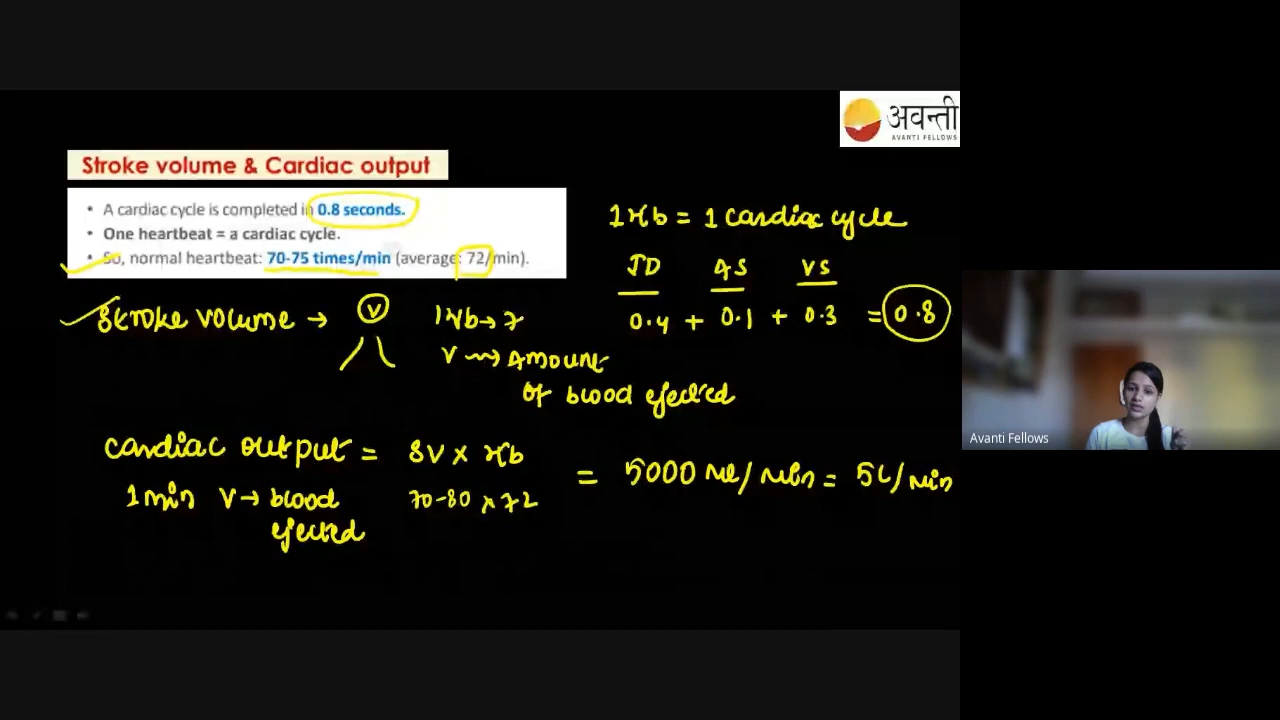 अवन्ती
AVANTI FELLOWS
Stroke volume & Cardiac output
• A cardiac cycle is completed in 0.8 seconds.
• One heartbeat = a cardiac cycle.
• So, normal heartbeat: 70-75 times/min (average: 72/min).
1 Hb = 1 cardiac cycle
JD AS VS
0.4 + 0.1 + 0.3 = 0.8
Stroke volume → V
1 Hb →
V → Amount
of blood ejected
Cardiac output = SV x Hb
1 min V → blood
ejected
70-80 x 72
= 5000 ml/min = 5L/min
Avanti Fellows